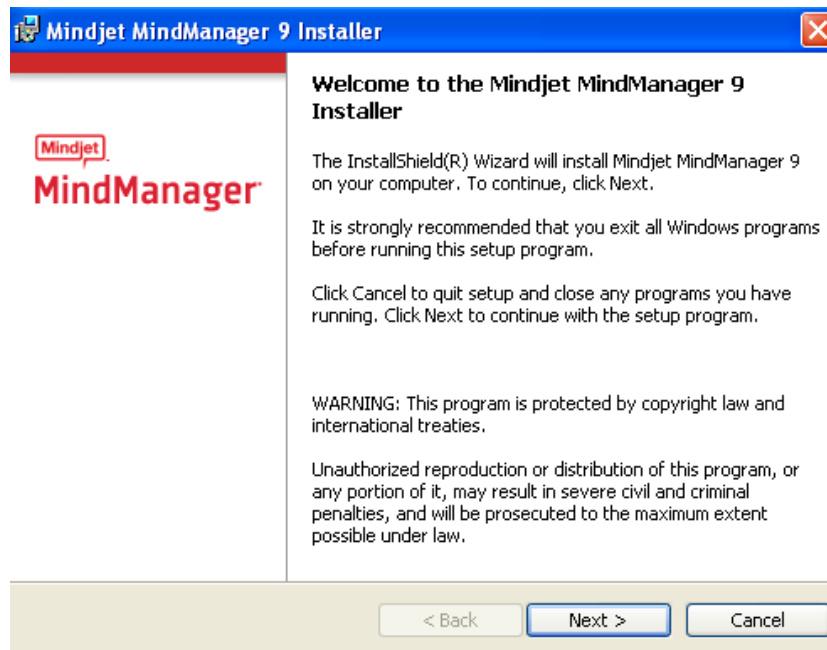 Mindjet MindManager 9 Installer
Welcome to the Mindjet MindManager 9
Installer
Mindjet
MindManager
The InstallShield(R) Wizard will install Mindjet MindManager 9
on your computer. To continue, click Next.
It is strongly recommended that you exit all Windows programs
before running this setup program.
Click Cancel to quit setup and close any programs you have
running. Click Next to continue with the setup program.
WARNING: This program is protected by copyright law and
international treaties.
Unauthorized reproduction or distribution of this program, or
any portion of it, may result in severe civil and criminal
penalties, and will be prosecuted to the maximum extent
possible under law.
< Back
Next >
Cancel